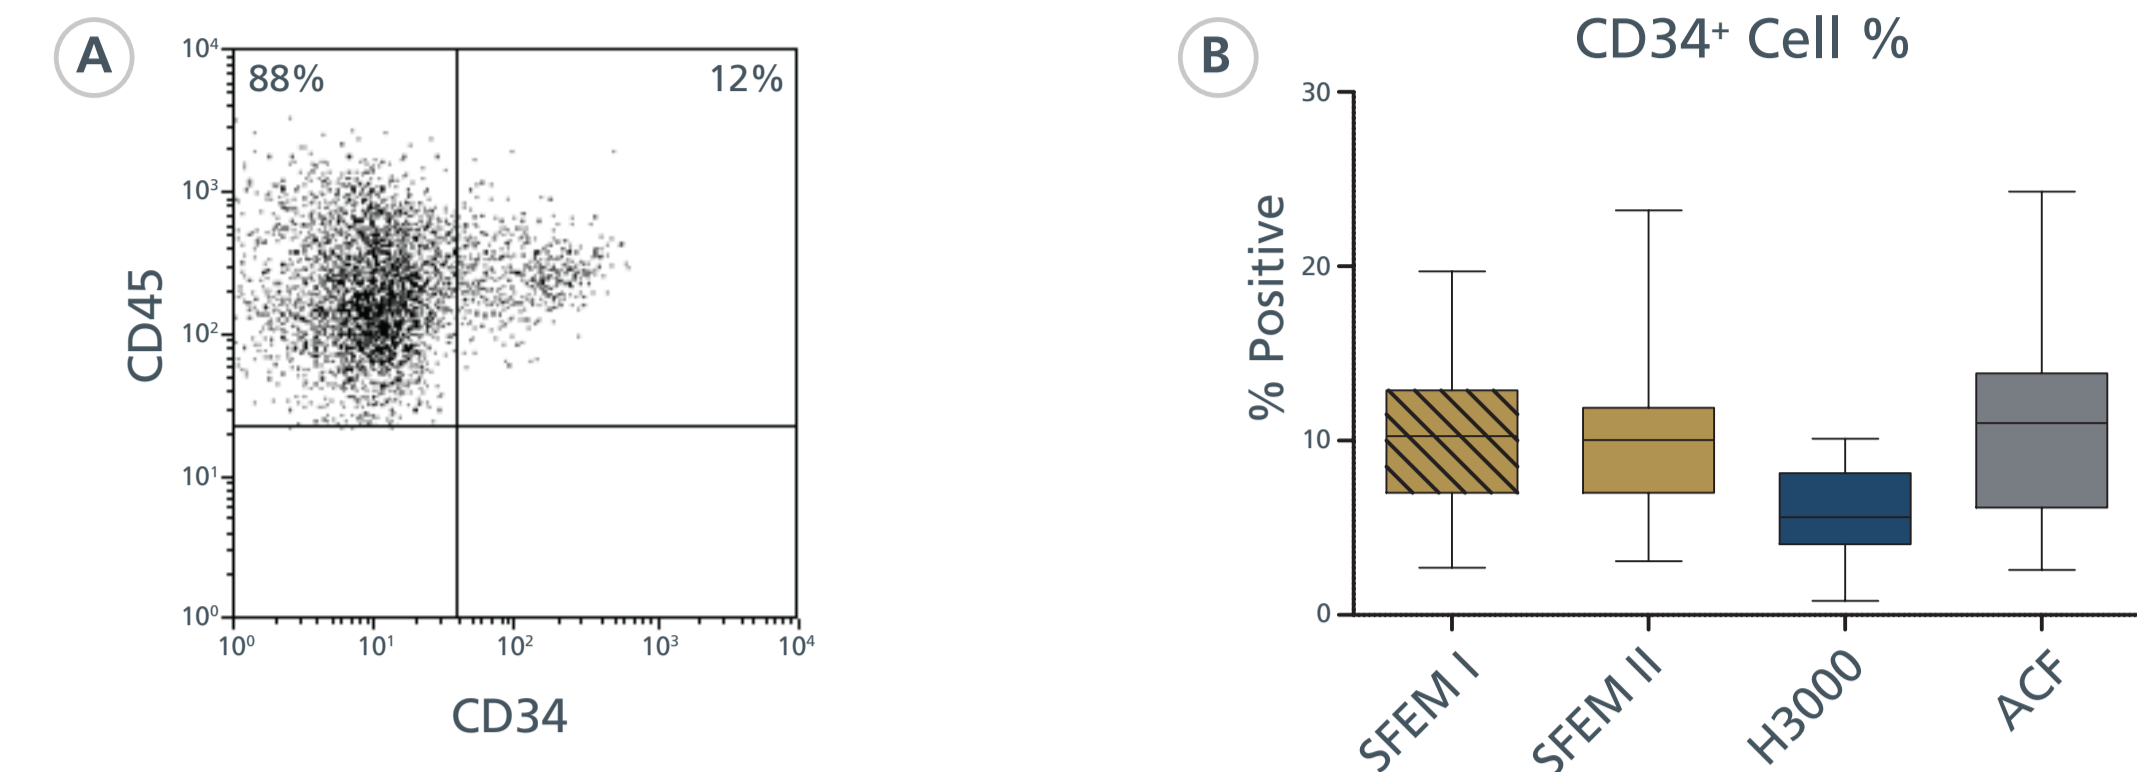 A
10⁴
88%
12%
10³
10²
10¹
10⁰
CD45
10⁰
10¹
10²
10³
10⁴
CD34
B
CD34⁺ Cell %
30
20
10
0
% Positive
SFEM I
SFEM II
H3000
ACF